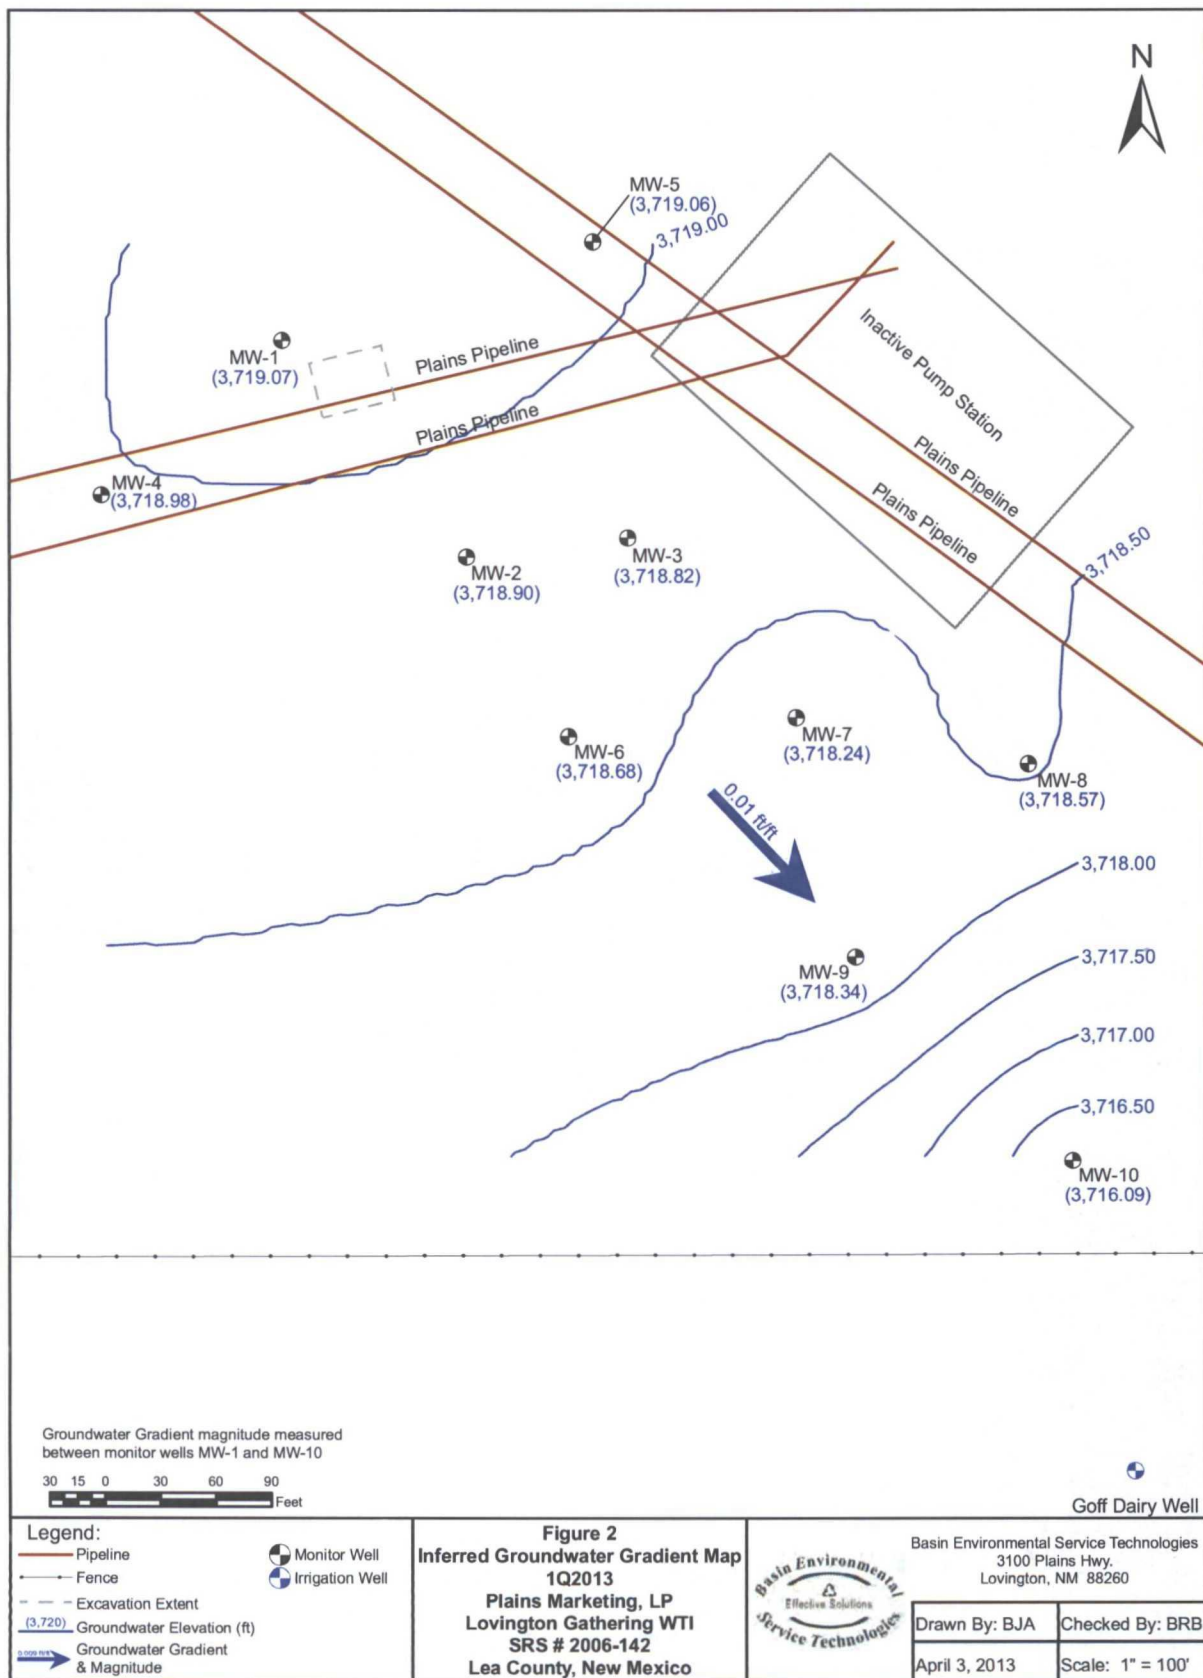 N
MW-5
(3,719.06)
3,719.00
Inactive Pump Station
MW-1
(3,719.07)
Plains Pipeline
Plains Pipeline
MW-4
(3,718.98)
Plains Pipeline
Plains Pipeline
MW-3
(3,718.82)
MW-2
(3,718.90)
3,718.50
MW-6
(3,718.68)
MW-7
(3,718.24)
MW-8
(3,718.57)
0.01 ft/ft
3,718.00
MW-9
(3,718.34)
3,717.50
3,717.00
3,716.50
MW-10
(3,716.09)
Groundwater Gradient magnitude measured
between monitor wells MW-1 and MW-10
30 15 0 30 60 90
Feet
Goff Dairy Well
Legend:
Pipeline
Fence
Excavation Extent
(3,720) Groundwater Elevation (ft)
Groundwater Gradient
& Magnitude
Monitor Well
Irrigation Well
Figure 2
Inferred Groundwater Gradient Map
1Q2013
Plains Marketing, LP
Lovington Gathering WTI
SRS # 2006-142
Lea County, New Mexico
Basin Environmental
Effective Solutions
Service Technologies
Basin Environmental Service Technologies
3100 Plains Hwy.
Lovington, NM 88260
Drawn By: BJA
Checked By: BRB
April 3, 2013
Scale: 1" = 100'